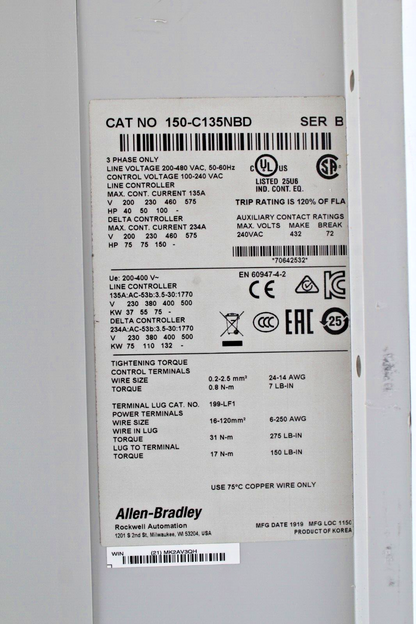 CAT NO 150-C135NBD SER B
3 PHASE ONLY
LINE VOLTAGE 200-480 VAC, 50-60Hz
CONTROL VOLTAGE 100-240 VAC
LINE CONTROLLER
MAX. CONT. CURRENT 135A
V 200 230 460 575
HP 40 50 100 -
DELTA CONTROLLER
MAX. CONT. CURRENT 234A
V 200 230 460 575
HP 75 75 150 -
C UL US
LISTED 25U6
IND. CONT. EQ.
TRIP RATING IS 120% OF FLA
AUXILIARY CONTACT RATINGS
MAX. VOLTS MAKE BREAK
240VAC 432 72
*70642532*
Ue: 200-400 V~
LINE CONTROLLER
135A:AC-53b:3.5-30:1770
V 230 380 400 500
KW 37 55 75 -
DELTA CONTROLLER
234A:AC-53b:3.5-30:1770
V 230 380 400 500
KW 75 110 132 -
EN 60947-4-2
CE
CCC EAC 25
TIGHTENING TORQUE
CONTROL TERMINALS
WIRE SIZE 0.2-2.5 mm² 24-14 AWG
TORQUE 0.8 N-m 7 LB-IN
TERMINAL LUG CAT. NO. 199-LF1
POWER TERMINALS
WIRE SIZE 16-120mm² 6-250 AWG
WIRE IN LUG
TORQUE 31 N-m 275 LB-IN
LUG TO TERMINAL
TORQUE 17 N-m 150 LB-IN
USE 75°C COPPER WIRE ONLY
Allen-Bradley
Rockwell Automation
1201 S 2nd St, Milwaukee, WI 53204, USA
MFG DATE 1919 MFG LOC 1150
PRODUCT OF KOREA
WIN (21) MK2AV3QH